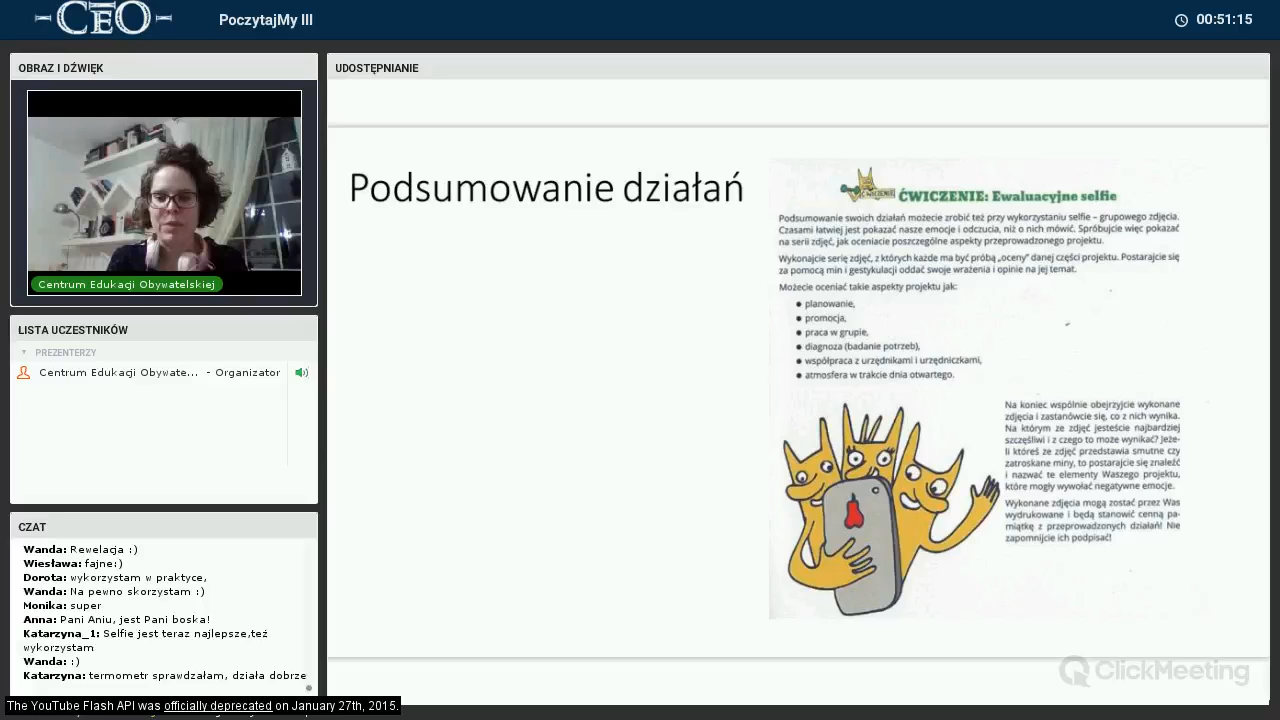 CEO
PoczytajMy III
00:51:15
OBRAZ I DŹWIĘK
Centrum Edukacji Obywatelskiej
LISTA UCZESTNIKÓW
PREZENTERZY
Centrum Edukacji Obywate... - Organizator
CZAT
Wanda: Rewelacja :)
Wiesława: fajne:)
Dorota: wykorzystam w praktyce,
Wanda: Na pewno skorzystam :)
Monika: super
Anna: Pani Aniu, jest Pani boska!
Katarzyna_1: Selfie jest teraz najlepsze,też
wykorzystam
Wanda: :)
Katarzyna: termometr sprawdzałam, działa dobrze
The YouTube Flash API was officially deprecated on January 27th, 2015.
UDOSTĘPNIANIE
Podsumowanie działań
ĆWICZENIE
ĆWICZENIE: Ewaluacyjne selfie
Podsumowanie swoich działań możecie zrobić też przy wykorzystaniu selfie – grupowego zdjęcia.
Czasami łatwiej jest pokazać nasze emocje i odczucia, niż o nich mówić. Spróbujcie więc pokazać
na serii zdjęć, jak oceniacie poszczególne aspekty przeprowadzonego projektu.
Wykonajcie serię zdjęć, z których każde ma być próbą „oceny” danej części projektu. Postarajcie się
za pomocą min i gestykulacji oddać swoje wrażenia i opinie na jej temat.
Możecie oceniać takie aspekty projektu jak:
● planowanie,
● promocja,
● praca w grupie,
● diagnoza (badanie potrzeb),
● współpraca z urzędnikami i urzędniczkami,
● atmosfera w trakcie dnia otwartego.
Na koniec wspólnie obejrzyjcie wykonane
zdjęcia i zastanówcie się, co z nich wynika.
Na którym ze zdjęć jesteście najbardziej
szczęśliwi i z czego to może wynikać? Jeże-
li któreś ze zdjęć przedstawia smutne czy
zatroskane miny, to postarajcie się znaleźć
i nazwać te elementy Waszego projektu,
które mogły wywołać negatywne emocje.
Wykonane zdjęcia mogą zostać przez Was
wydrukowane i będą stanowić cenną pa-
miątkę z przeprowadzonych działań! Nie
zapomnijcie ich podpisać!
ClickMeeting